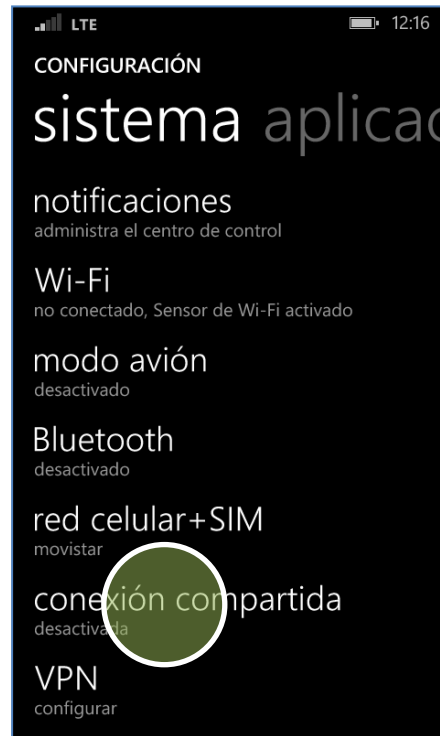 LTE 12:16
CONFIGURACIÓN
sistema aplicac
notificaciones
administra el centro de control
Wi-Fi
no conectado, Sensor de Wi-Fi activado
modo avión
desactivado
Bluetooth
desactivado
red celular+SIM
movistar
conexión compartida
desactivada
VPN
configurar